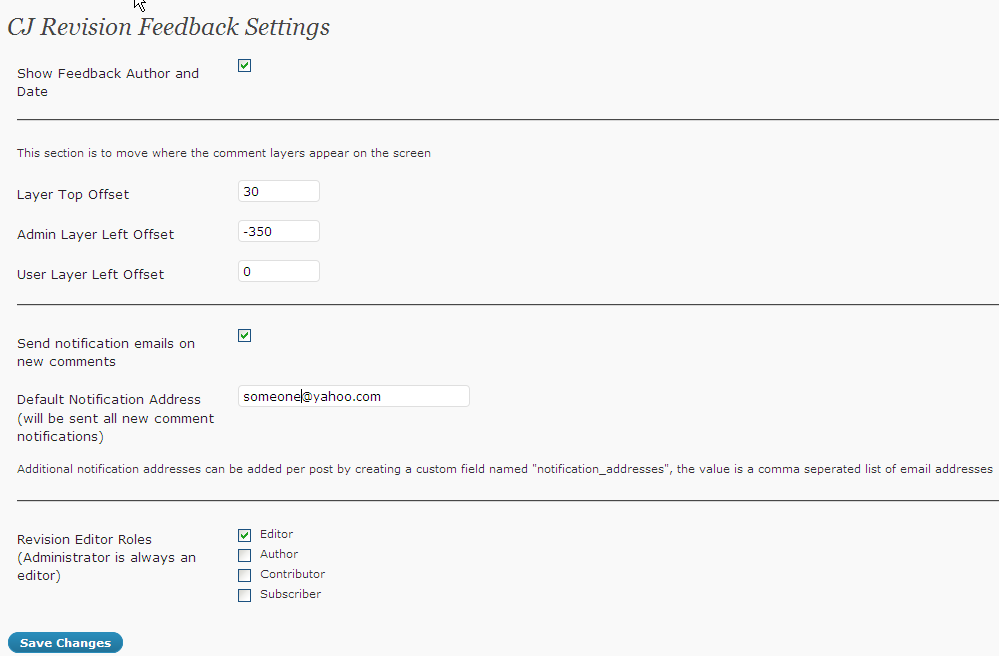 CJ Revision Feedback Settings
Show Feedback Author and
Date
This section is to move where the comment layers appear on the screen
Layer Top Offset
30
Admin Layer Left Offset
-350
User Layer Left Offset
0
Send notification emails on
new comments
Default Notification Address
(will be sent all new comment
notifications)
someone@yahoo.com
Additional notification addresses can be added per post by creating a custom field named "notification_addresses", the value is a comma seperated list of email addresses
Revision Editor Roles
(Administrator is always an
editor)
Editor
Author
Contributor
Subscriber
Save Changes